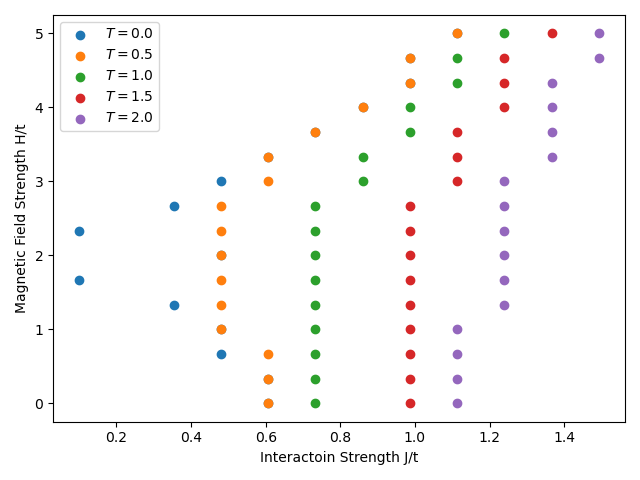 T = 0.0
T = 0.5
T = 1.0
T = 1.5
T = 2.0
Magnetic Field Strength H/t
5
4
3
2
1
0
0.2 0.4 0.6 0.8 1.0 1.2 1.4
Interactoin Strength J/t